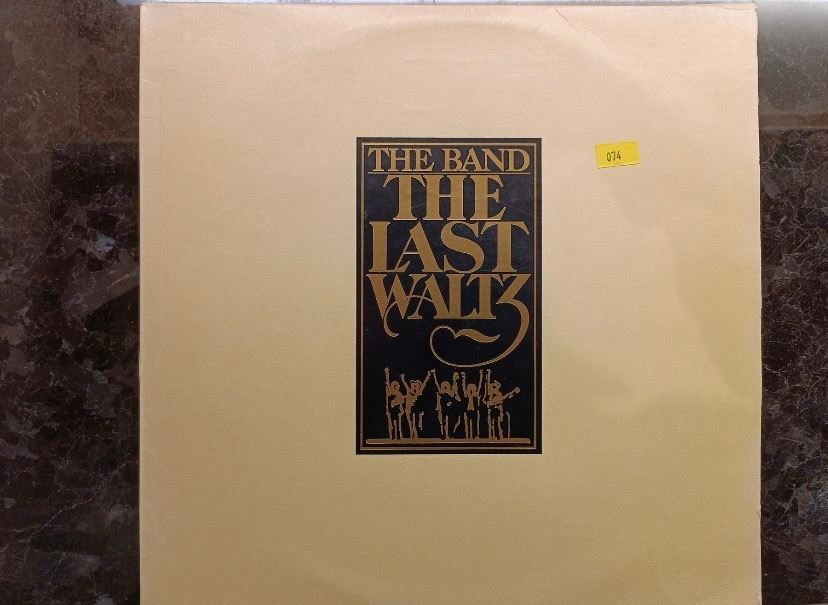 THE BAND
THE
LAST
WALTZ
074